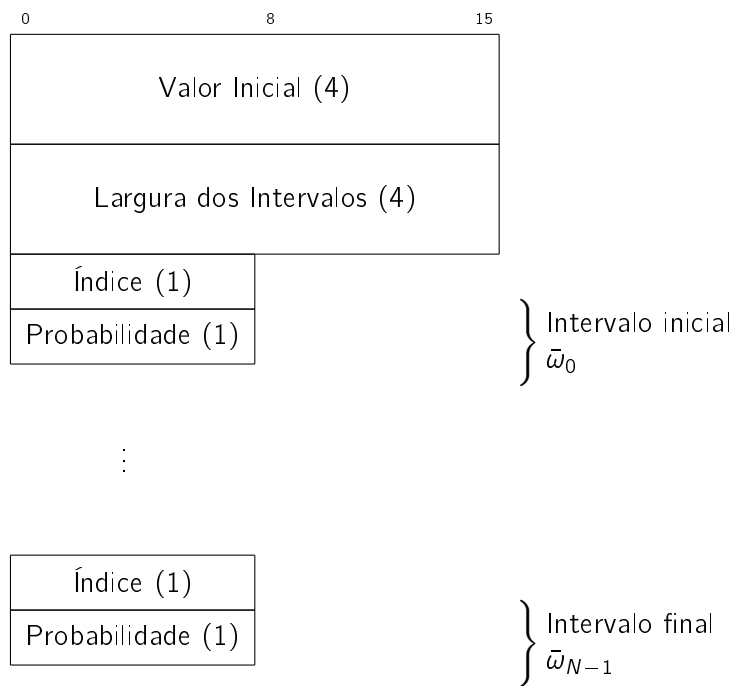 0 8 15
Valor Inicial (4)
Largura dos Intervalos (4)
Índice (1)
Probabilidade (1)
Intervalo inicial
ω̄₀
⋮
Índice (1)
Probabilidade (1)
Intervalo final
ω̄_{N−1}